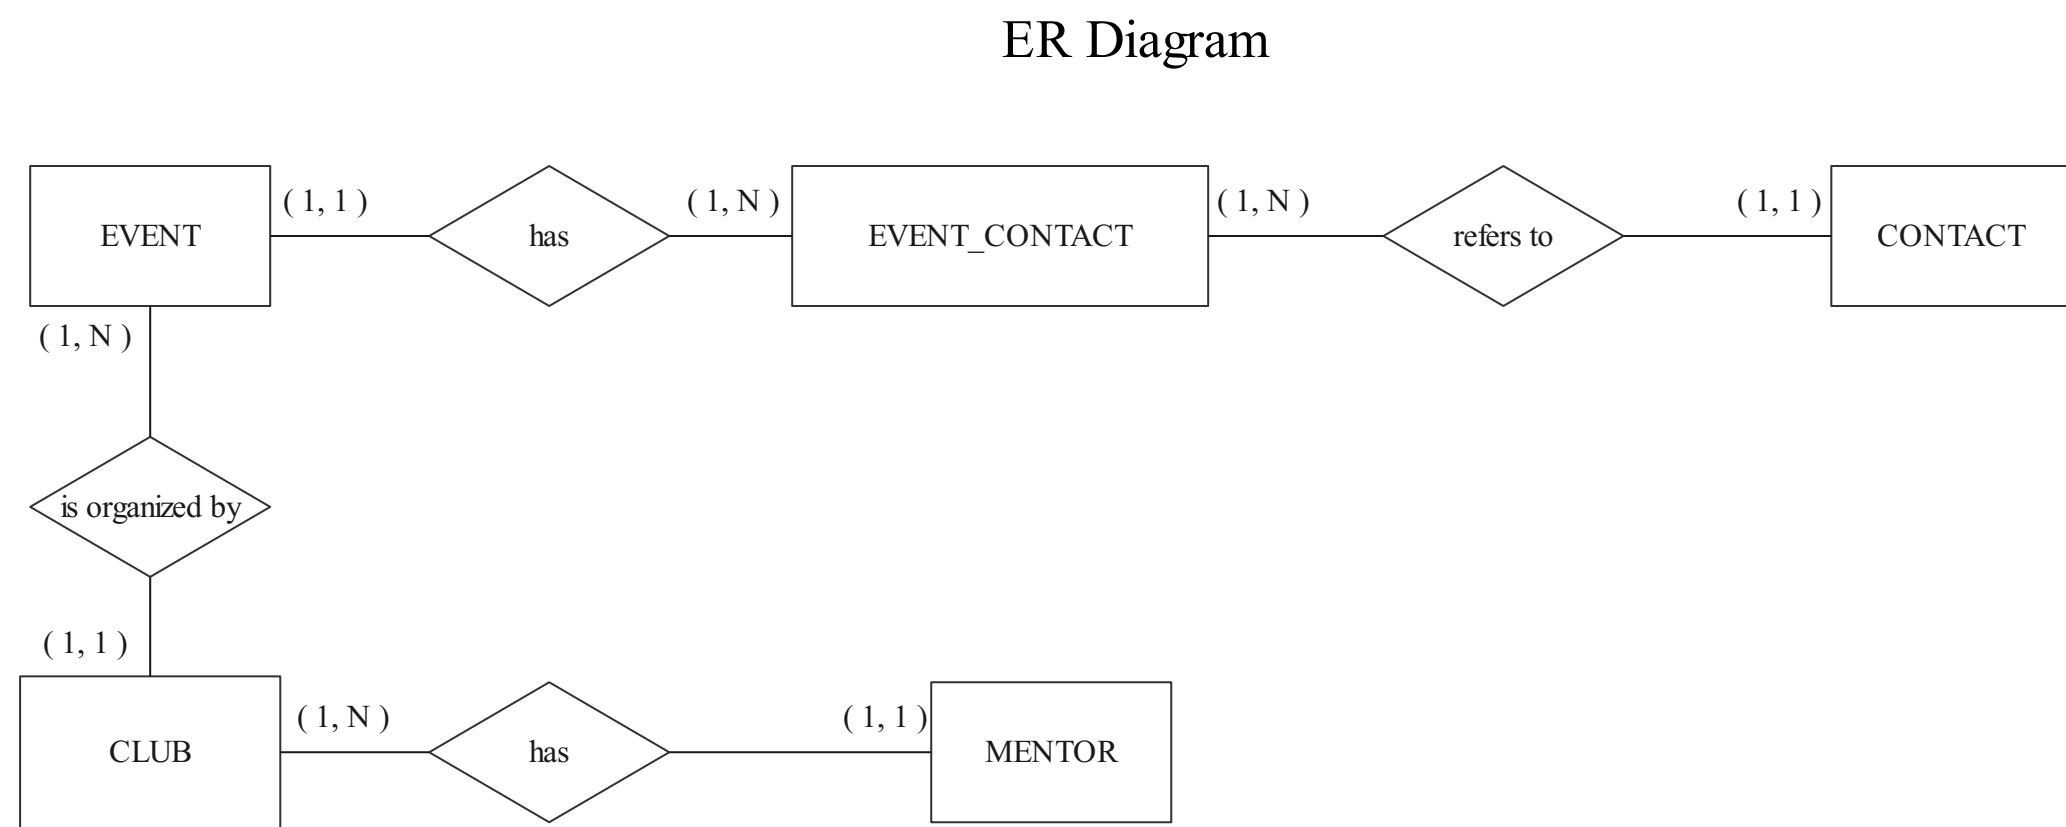 ER Diagram
( 1, 1 ) ( 1, N ) ( 1, N ) ( 1, 1 )
EVENT has EVENT_CONTACT refers to CONTACT
( 1, N )
is organized by
( 1, 1 )
( 1, N ) ( 1, 1 )
CLUB has MENTOR